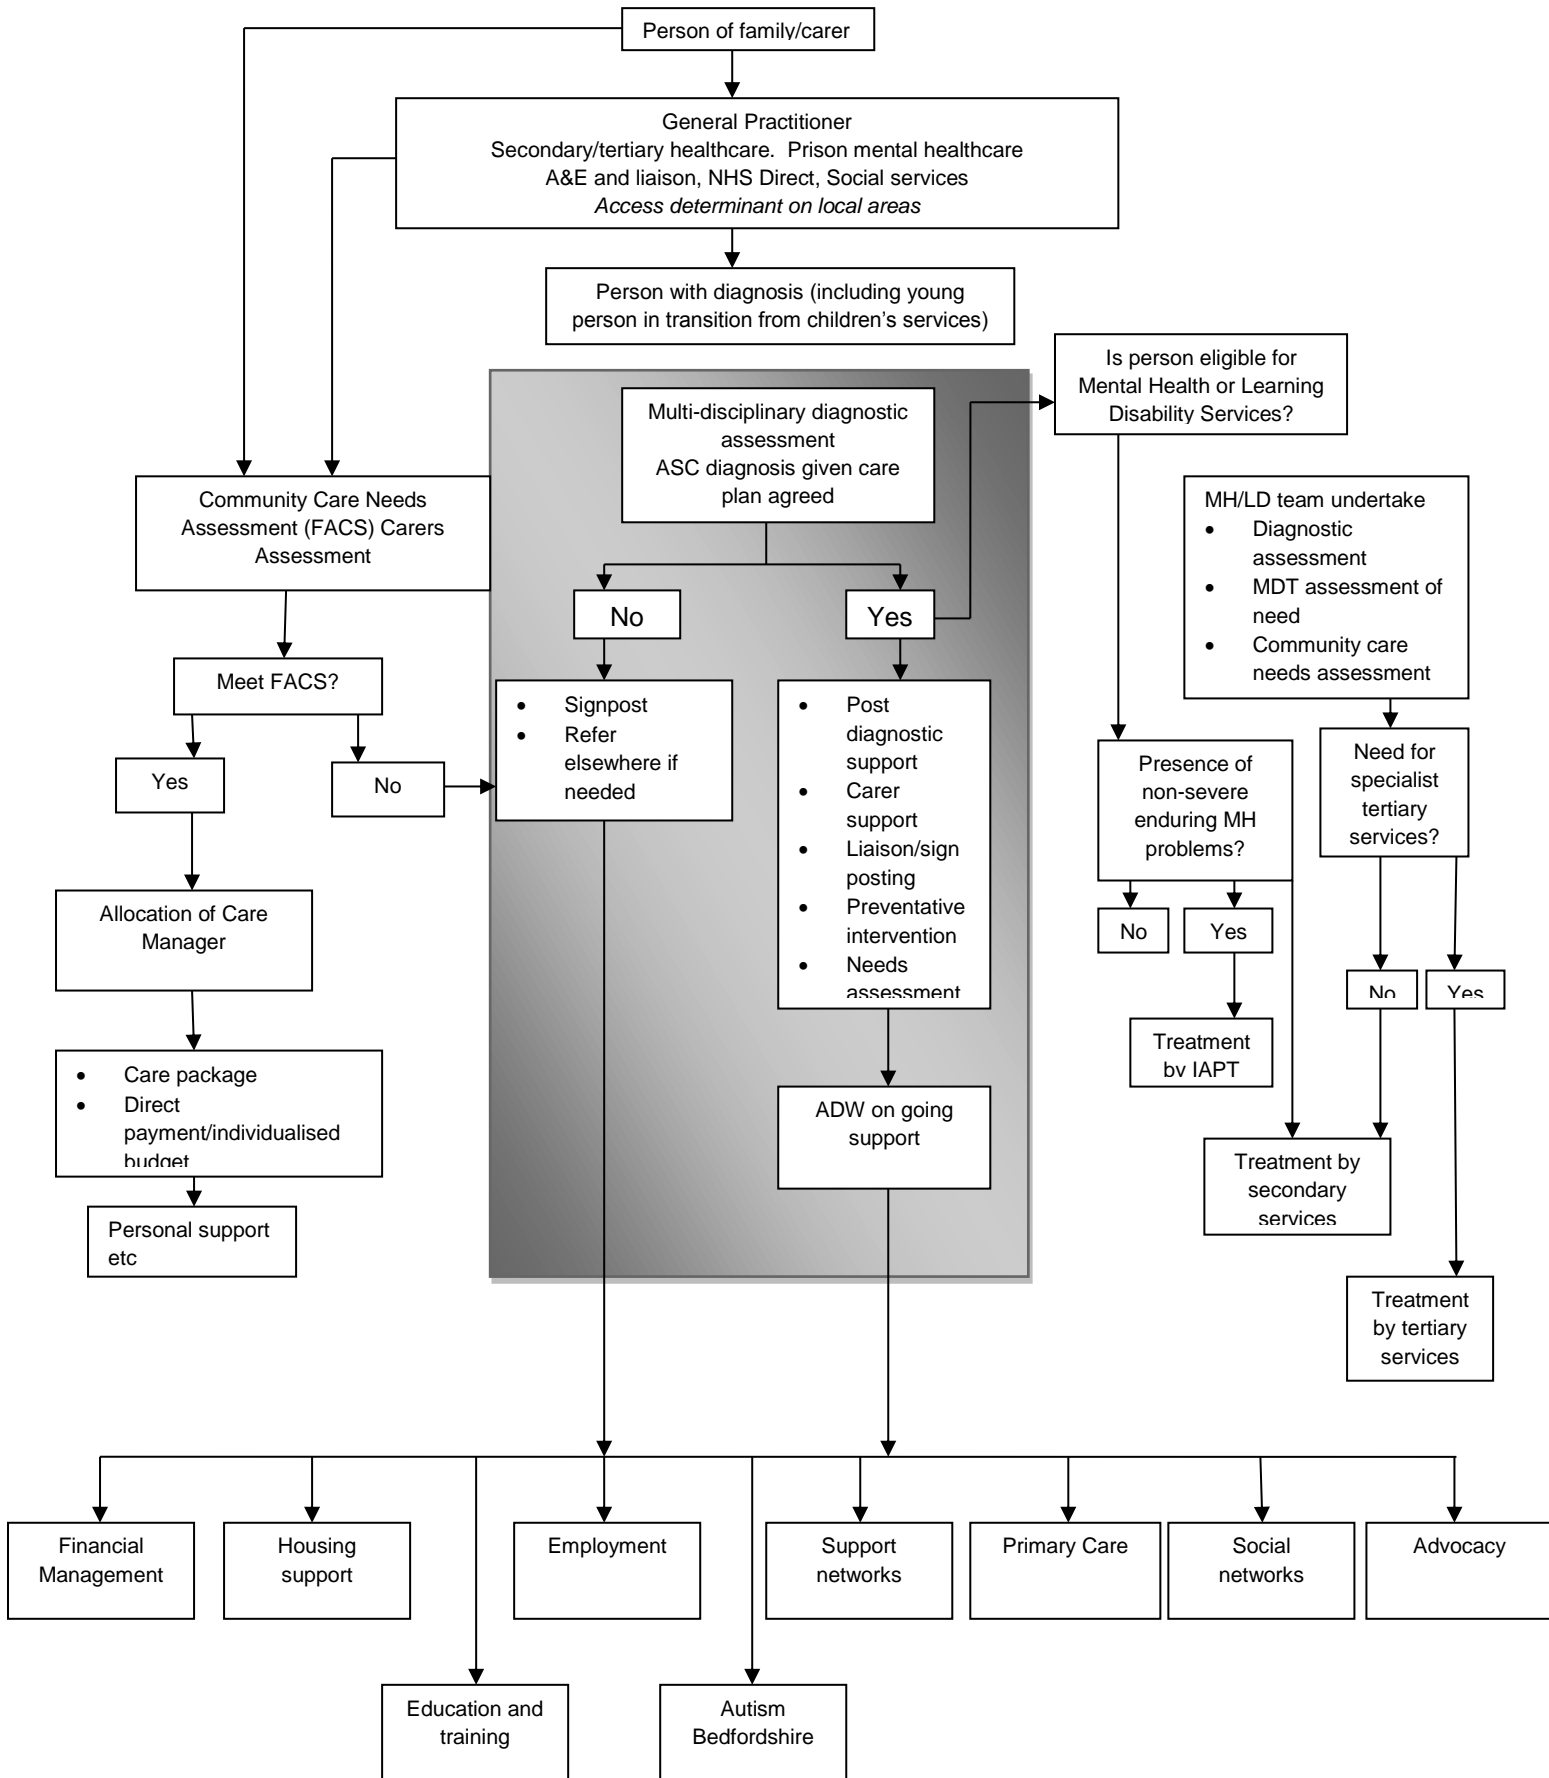 Person of family/carer
General Practitioner
Secondary/tertiary healthcare.  Prison mental healthcare
A&E and liaison, NHS Direct, Social services
Access determinant on local areas
Person with diagnosis (including young
person in transition from children’s services)
Is person eligible for
Mental Health or Learning
Disability Services?
Multi-disciplinary diagnostic
assessment
ASC diagnosis given care
plan agreed
Community Care Needs
Assessment (FACS) Carers
Assessment
MH/LD team undertake
• Diagnostic
assessment
• MDT assessment of
need
• Community care
needs assessment
No
Yes
Meet FACS?
• Signpost
• Refer
elsewhere if
needed
• Post
diagnostic
support
• Carer
support
• Liaison/sign
posting
• Preventative
intervention
• Needs
assessment
Yes
No
Presence of
non-severe
enduring MH
problems?
Need for
specialist
tertiary
services?
Allocation of Care
Manager
No
Yes
No
Yes
Treatment
by IAPT
• Care package
• Direct
payment/individualised
budget
ADW on going
support
Treatment by
secondary
services
Personal support
etc
Treatment
by tertiary
services
Financial
Management
Housing
support
Employment
Support
networks
Primary Care
Social
networks
Advocacy
Education and
training
Autism
Bedfordshire